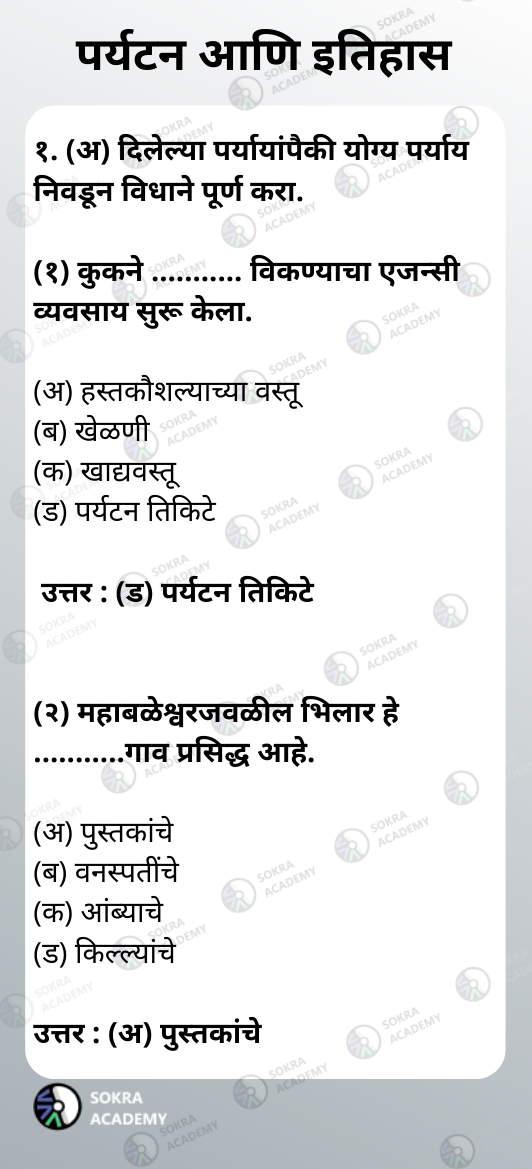 पर्यटन आणि इतिहास
१. (अ) दिलेल्या पर्यायांपैकी योग्य पर्याय
निवडून विधाने पूर्ण करा.
(१) कुकने ........... विकण्याचा एजन्सी
व्यवसाय सुरू केला.
(अ) हस्तकौशल्याच्या वस्तू
(ब) खेळणी
(क) खाद्यवस्तू
(ड) पर्यटन तिकिटे
उत्तर : (ड) पर्यटन तिकिटे
(२) महाबळेश्वरजवळील भिलार हे
...........गाव प्रसिद्ध आहे.
(अ) पुस्तकांचे
(ब) वनस्पतींचे
(क) आंब्याचे
(ड) किल्ल्यांचे
उत्तर : (अ) पुस्तकांचे
SOKRA
ACADEMY